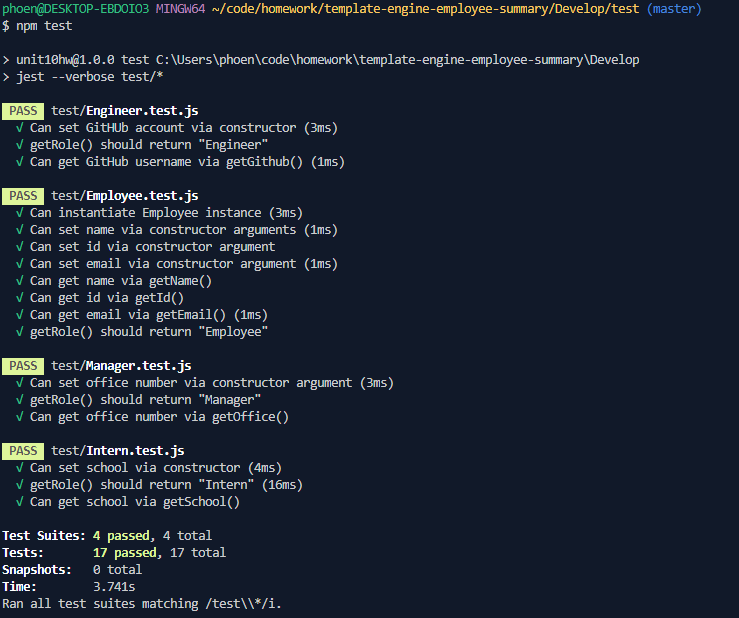 phoen@DESKTOP-EBDOIO3 MINGW64 ~/code/homework/template-engine-employee-summary/Develop/test (master)
$ npm test
> unit10hw@1.0.0 test C:\Users\phoen\code\homework\template-engine-employee-summary\Develop
> jest --verbose test/*
PASS test/Engineer.test.js
√ Can set GitHUb account via constructor (3ms)
√ getRole() should return "Engineer"
√ Can get GitHub username via getGithub() (1ms)
PASS test/Employee.test.js
√ Can instantiate Employee instance (3ms)
√ Can set name via constructor arguments (1ms)
√ Can set id via constructor argument
√ Can set email via constructor argument (1ms)
√ Can get name via getName()
√ Can get id via getId()
√ Can get email via getEmail() (1ms)
√ getRole() should return "Employee"
PASS test/Manager.test.js
√ Can set office number via constructor argument (3ms)
√ getRole() should return "Manager"
√ Can get office number via getOffice()
PASS test/Intern.test.js
√ Can set school via constructor (4ms)
√ getRole() should return "Intern" (16ms)
√ Can get school via getSchool()
Test Suites: 4 passed, 4 total
Tests: 17 passed, 17 total
Snapshots: 0 total
Time: 3.741s
Ran all test suites matching /test\\*/i.